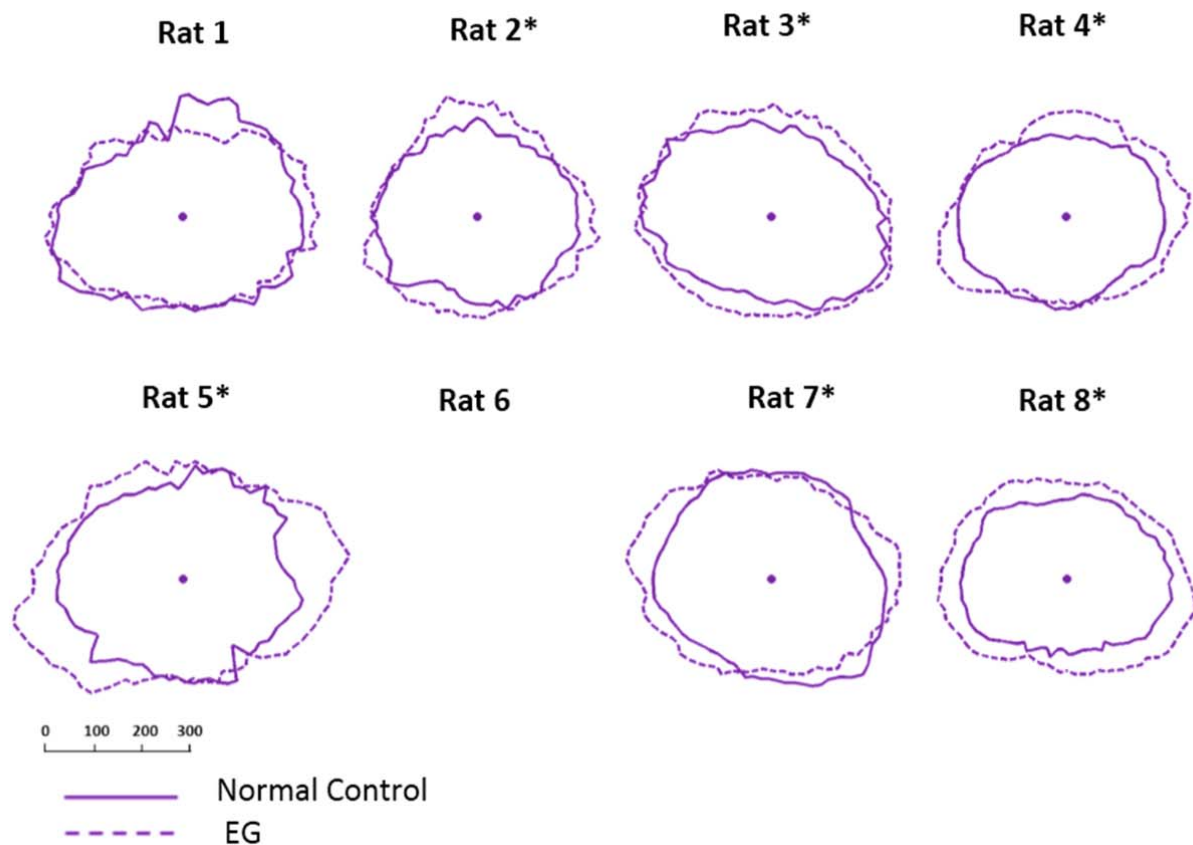 Rat 1 Rat 2* Rat 3* Rat 4*
Rat 5* Rat 6 Rat 7* Rat 8*
0 100 200 300
Normal Control
EG